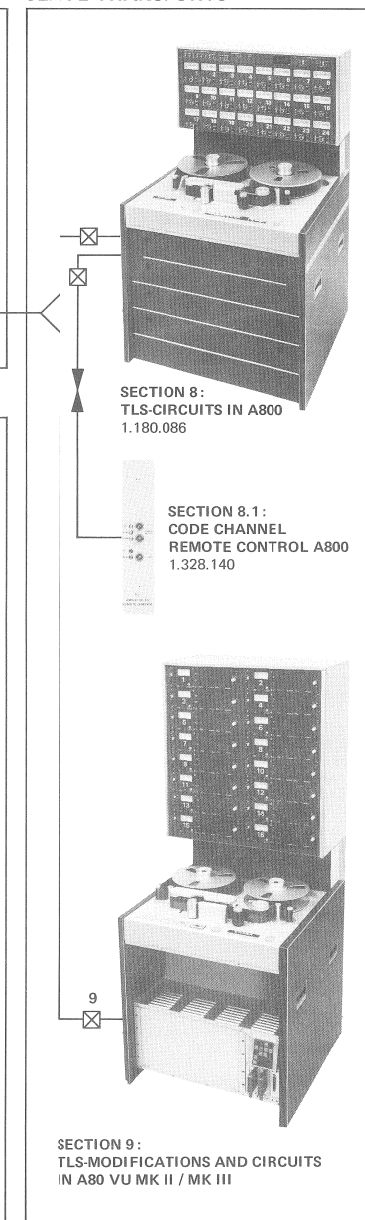 SECTION 8:
TLS-CIRCUITS IN A800
1.180.086
SECTION 8.1:
CODE CHANNEL
REMOTE CONTROL A800
1.328.140
9
SECTION 9:
TLS-MODIFICATIONS AND CIRCUITS
IN A80 VU MK II / MK III